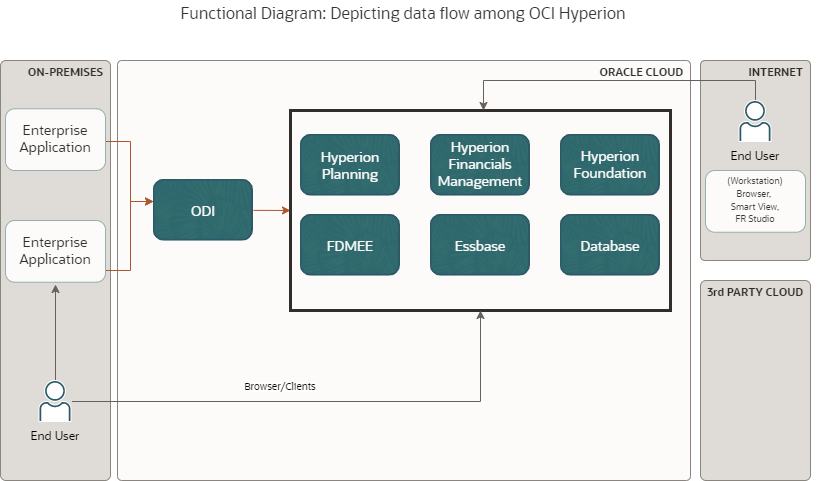 Functional Diagram: Depicting data flow among OCI Hyperion
ON-PREMISES
Enterprise
Application
Enterprise
Application
End User
ORACLE CLOUD
ODI
Hyperion
Planning
Hyperion
Financials
Management
Hyperion
Foundation
FDMEE
Essbase
Database
Browser/Clients
INTERNET
End User
(Workstation)
Browser,
Smart View,
FR Studio
3rd PARTY CLOUD